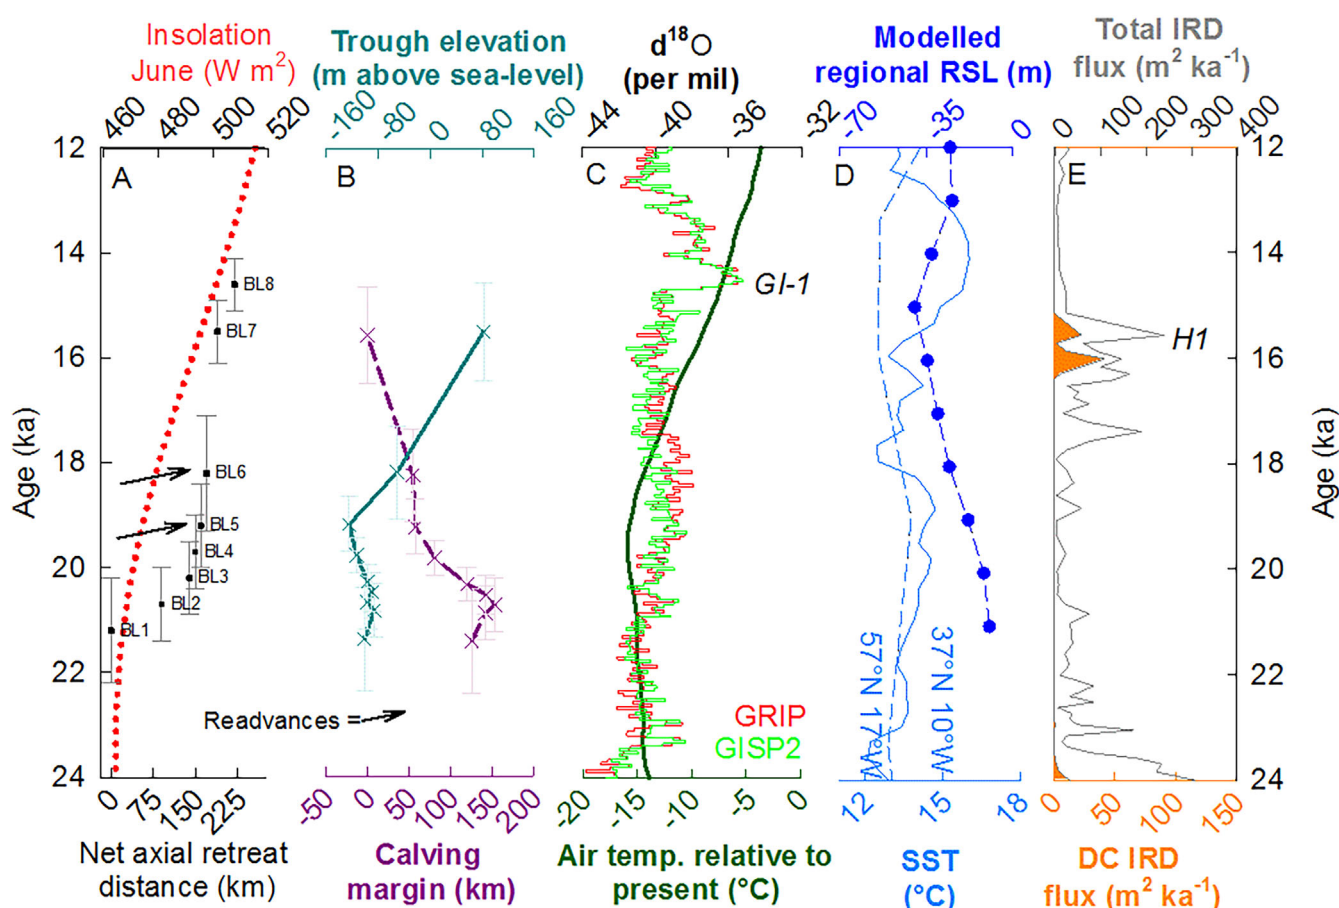 Insolation
June (W m²)
Trough elevation
(m above sea-level)
d¹⁸O
(per mil)
Modelled
regional RSL (m)
Total IRD
flux (m² ka⁻¹)
460 480 500 520
-160 -80 0 80 160
-44 -40 -36 -32
-70 -35 0
0 100 200 300 400
12
14
16
18
20
22
24
Age (ka)
A
BL8
BL7
BL6
BL5
BL4
BL3
BL2
BL1
Readvances =
B
C
GI-1
GRIP
GISP2
D
57°N 17°W
37°N 10°W
E
H1
12
14
16
18
20
22
24
Age (ka)
0 75 150 225
-50 0 50 100 150 200
-20 -15 -10 -5 0
12 15 18
0 50 100 150
Net axial retreat
distance (km)
Calving
margin (km)
Air temp. relative to
present (°C)
SST
(°C)
DC IRD
flux (m² ka⁻¹)